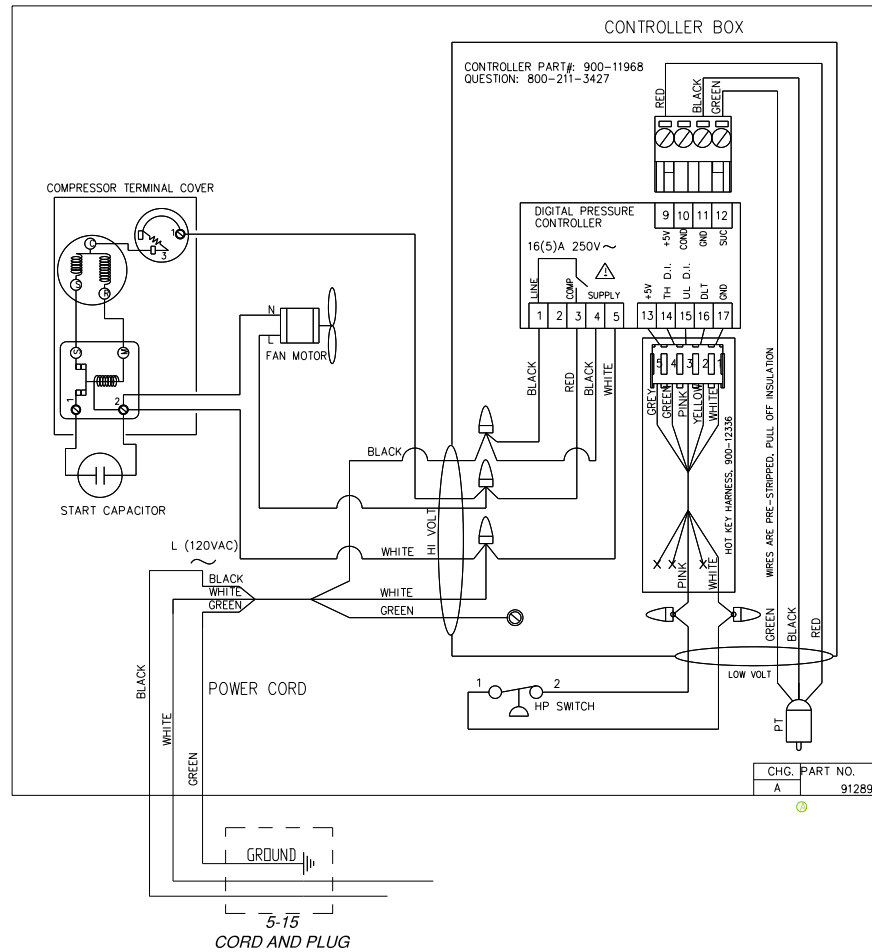 CONTROLLER BOX
CONTROLLER PART#: 900-11968
QUESTION: 800-211-3427
RED
BLACK
GREEN
COMPRESSOR TERMINAL COVER
1
3
C
S
R
S
M
1
2
START CAPACITOR
N
L
FAN MOTOR
DIGITAL PRESSURE
CONTROLLER
16(5)A 250V~
LINE
COMP
SUPPLY
1 2 3 4 5
9 10 11 12
+5V
COND
GND
SUC
+5V
TH D.I.
UL D.I.
DLT
GND
13 14 15 16 17
5 4 3 2 1
GREY
GREEN
PINK
YELLOW
WHITE
BLACK
RED
BLACK
WHITE
HOT KEY HARNESS, 900-12336
WIRES ARE PRE-STRIPPED, PULL OFF INSULATION
BLACK
HI VOLT
WHITE
WHITE
GREEN
L (120VAC)
~
BLACK
WHITE
GREEN
PINK
WHITE
GREEN
BLACK
RED
LOW VOLT
PT
1
2
HP SWITCH
POWER CORD
BLACK
WHITE
GREEN
CHG. PART NO.
A 91289
A
GROUND
5-15
CORD AND PLUG